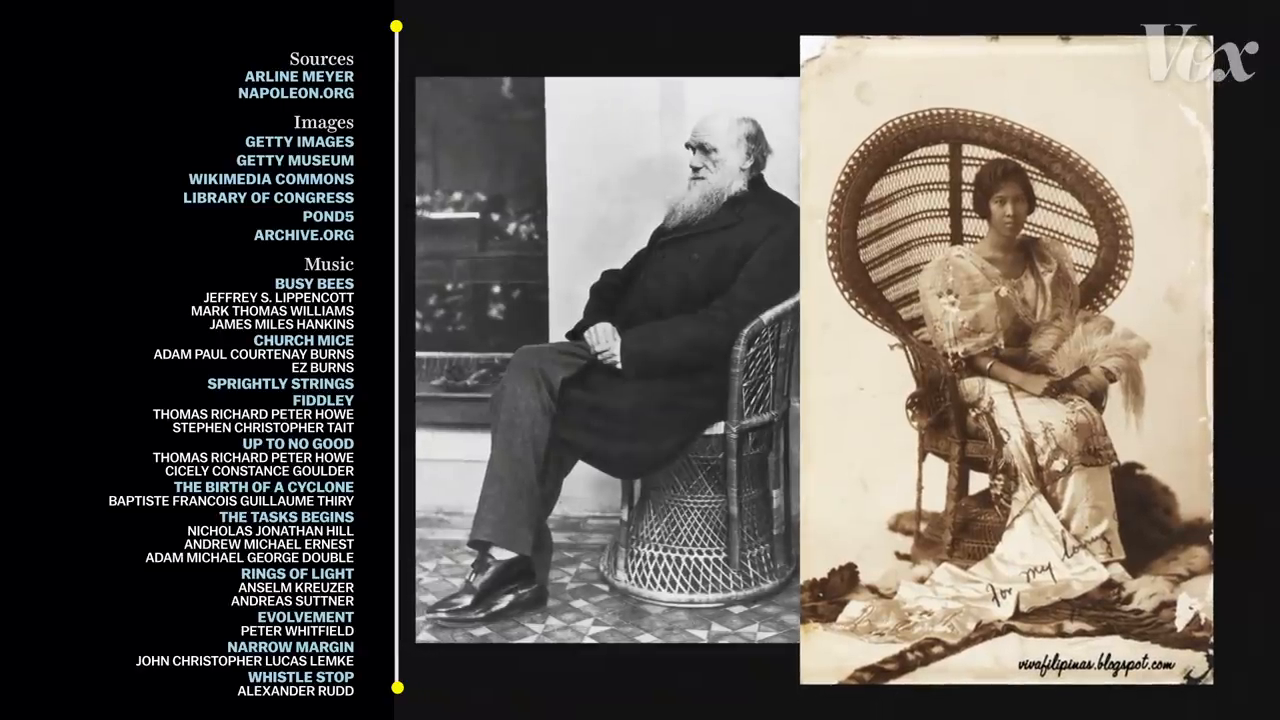 Sources
ARLINE MEYER
NAPOLEON.ORG
Images
GETTY IMAGES
GETTY MUSEUM
WIKIMEDIA COMMONS
LIBRARY OF CONGRESS
POND5
ARCHIVE.ORG
Music
BUSY BEES
JEFFREY S. LIPPENCOTT
MARK THOMAS WILLIAMS
JAMES MILES HANKINS
CHURCH MICE
ADAM PAUL COURTENAY BURNS
EZ BURNS
SPRIGHTLY STRINGS
FIDDLEY
THOMAS RICHARD PETER HOWE
STEPHEN CHRISTOPHER TAIT
UP TO NO GOOD
THOMAS RICHARD PETER HOWE
CICELY CONSTANCE GOULDER
THE BIRTH OF A CYCLONE
BAPTISTE FRANCOIS GUILLAUME THIRY
THE TASKS BEGINS
NICHOLAS JONATHAN HILL
ANDREW MICHAEL ERNEST
ADAM MICHAEL GEORGE DOUBLE
RINGS OF LIGHT
ANSELM KREUZER
ANDREAS SUTTNER
EVOLVEMENT
PETER WHITFIELD
NARROW MARGIN
JOHN CHRISTOPHER LUCAS LEMKE
WHISTLE STOP
ALEXANDER RUDD
Vox
for my loving
vivafilipinas.blogspot.com